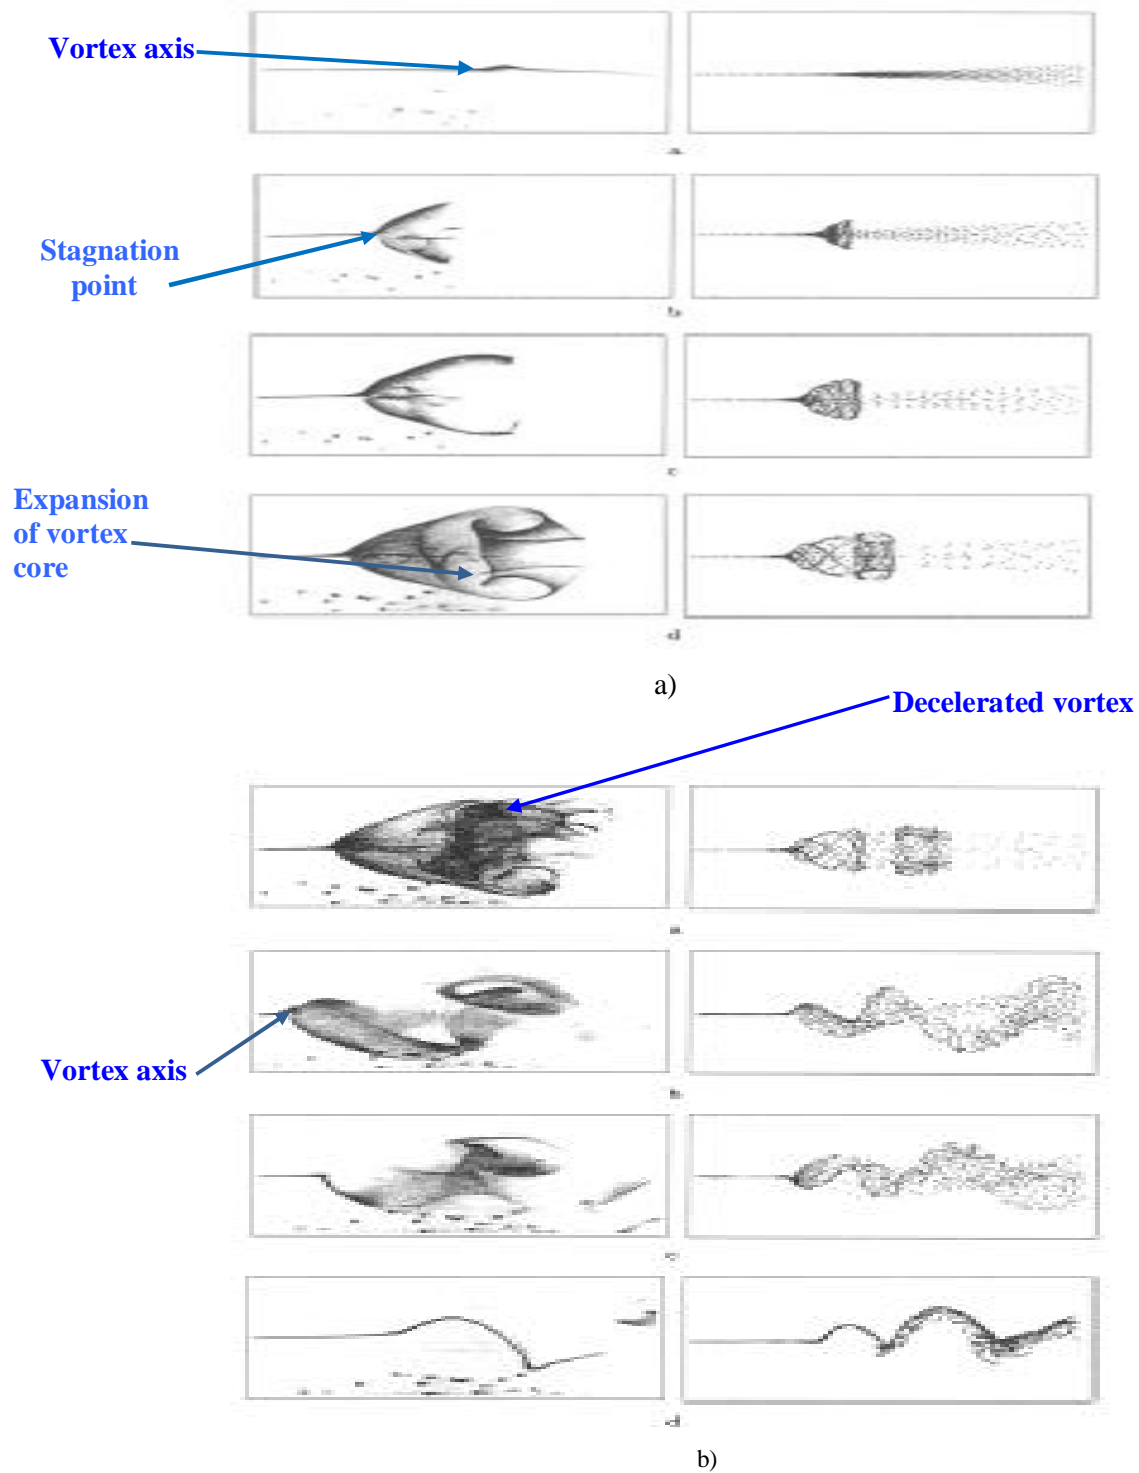 Vortex axis
a
Stagnation
point
b
c
Expansion
of vortex
core
d
a)
Decelerated vortex
a
b
Vortex axis
c
d
b)